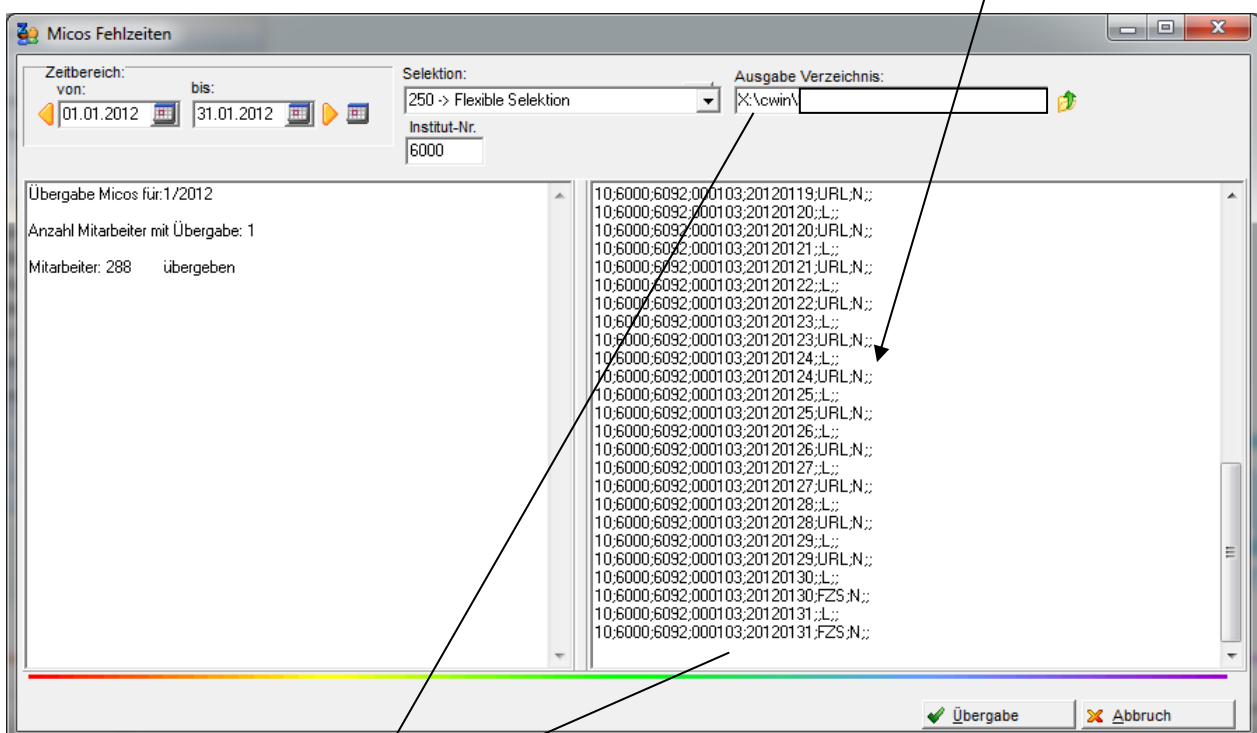 Micos Fehlzeiten
Zeitbereich:
von: bis:
01.01.2012 31.01.2012
Selektion:
250 -> Flexible Selektion
Institut-Nr.
6000
Ausgabe Verzeichnis:
X:\cwin\
Übergabe Micos für:1/2012
Anzahl Mitarbeiter mit Übergabe: 1
Mitarbeiter: 288 übergeben
10;6000;6092;000103;20120119;URL;N;;
10;6000;6092;000103;20120120;;L;;
10;6000;6092;000103;20120120;URL;N;;
10;6000;6092;000103;20120121;;L;;
10;6000;6092;000103;20120121;URL;N;;
10;6000;6092;000103;20120122;;L;;
10;6000;6092;000103;20120122;URL;N;;
10;6000;6092;000103;20120123;;L;;
10;6000;6092;000103;20120123;URL;N;;
10;6000;6092;000103;20120124;;L;;
10;6000;6092;000103;20120124;URL;N;;
10;6000;6092;000103;20120125;;L;;
10;6000;6092;000103;20120125;URL;N;;
10;6000;6092;000103;20120126;;L;;
10;6000;6092;000103;20120126;URL;N;;
10;6000;6092;000103;20120127;;L;;
10;6000;6092;000103;20120127;URL;N;;
10;6000;6092;000103;20120128;;L;;
10;6000;6092;000103;20120128;URL;N;;
10;6000;6092;000103;20120129;;L;;
10;6000;6092;000103;20120129;URL;N;;
10;6000;6092;000103;20120130;;L;;
10;6000;6092;000103;20120130;FZS;N;;
10;6000;6092;000103;20120131;;L;;
10;6000;6092;000103;20120131;FZS;N;;
Übergabe Abbruch